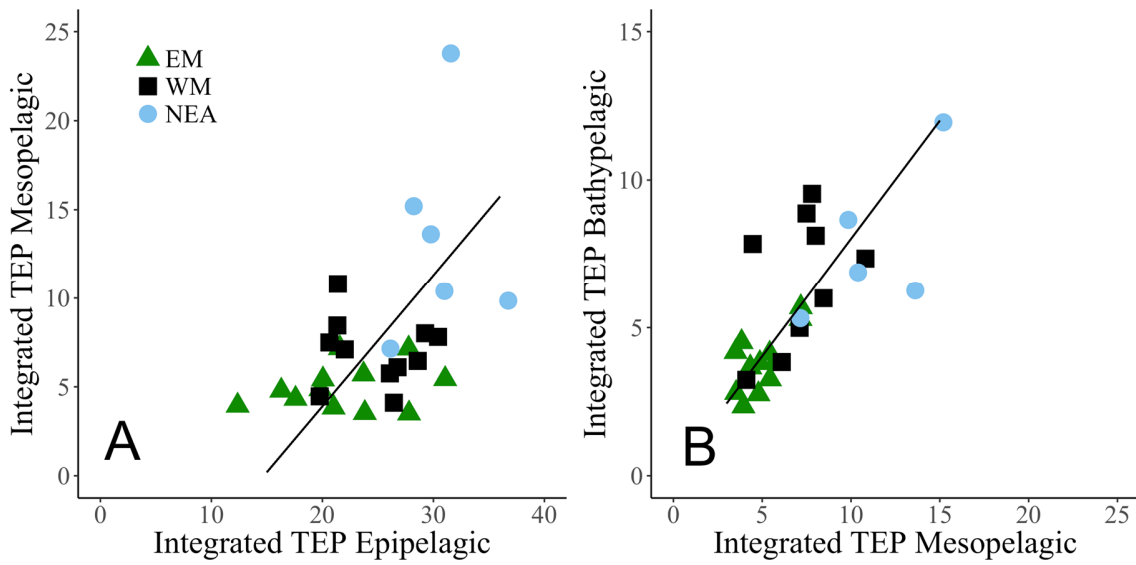 Integrated TEP Mesopelagic
25
20
15
10
5
0
EM
WM
NEA
A
0 10 20 30 40
Integrated TEP Epipelagic
Integrated TEP Bathypelagic
15
10
5
0
B
0 5 10 15 20 25
Integrated TEP Mesopelagic